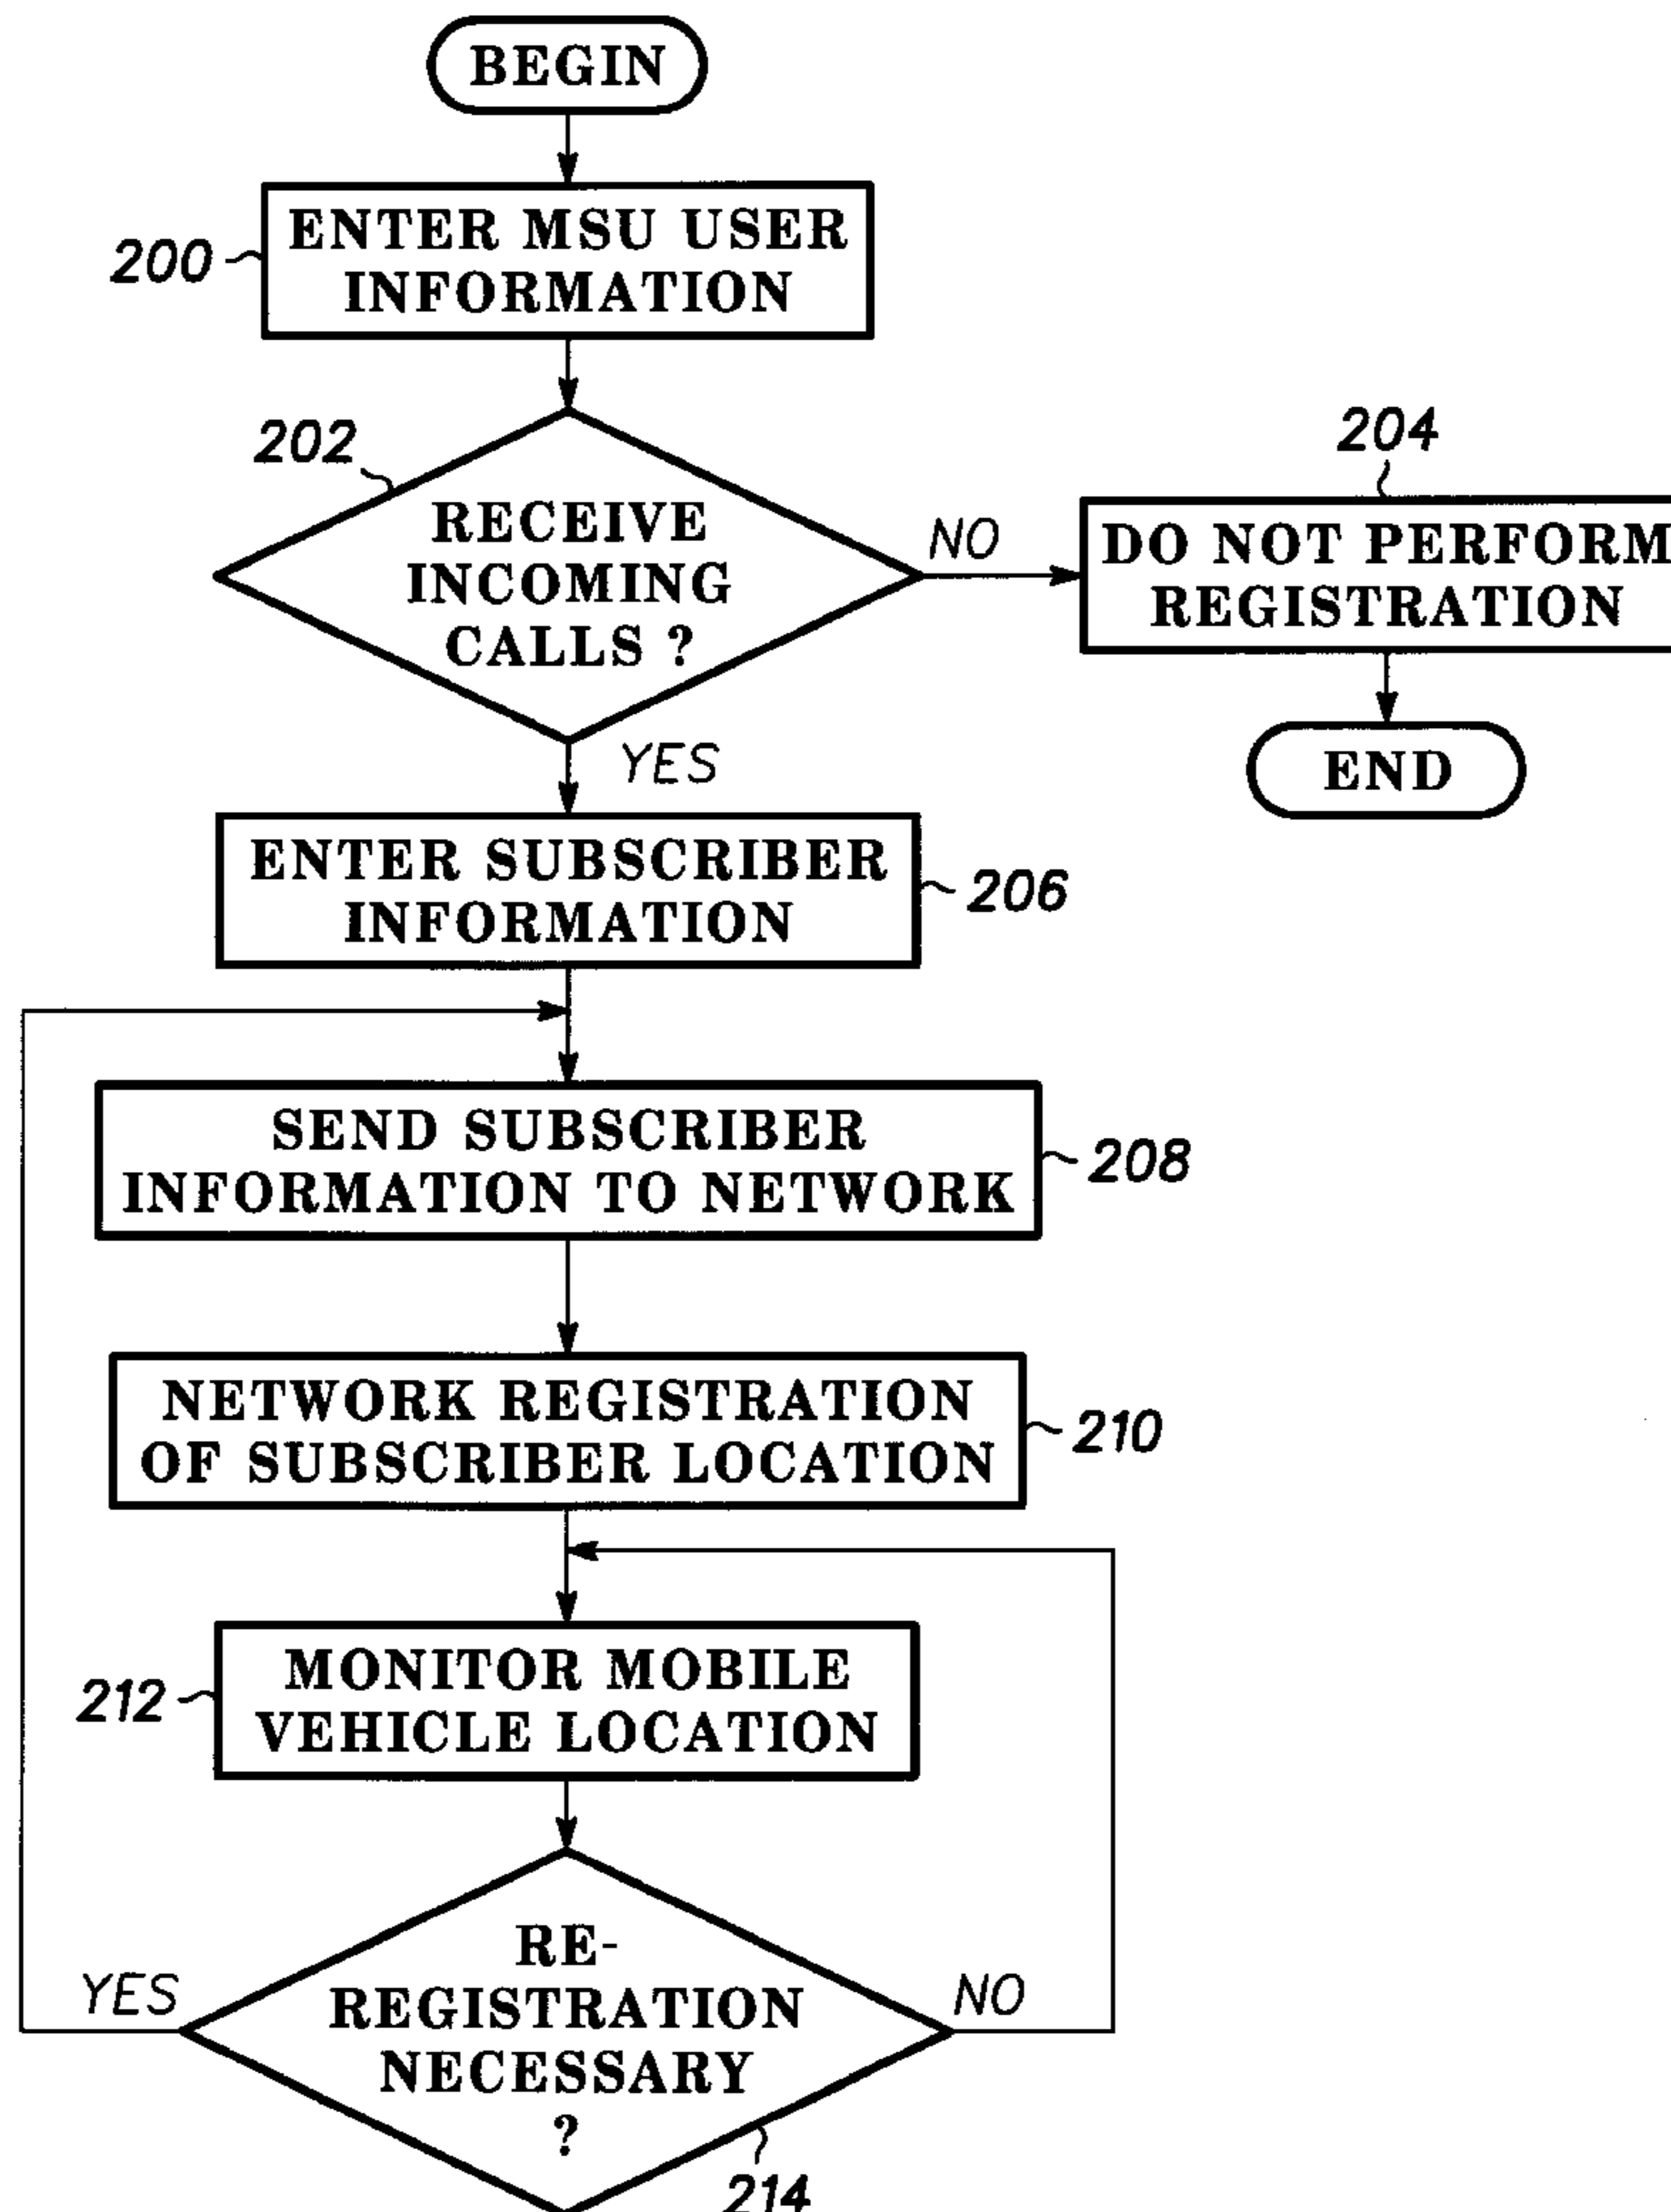 BEGIN
200
ENTER MSU USER
INFORMATION
202
RECEIVE
INCOMING
CALLS ?
NO
204
DO NOT PERFORM
REGISTRATION
END
YES
ENTER SUBSCRIBER
INFORMATION
206
SEND SUBSCRIBER
INFORMATION TO NETWORK
208
NETWORK REGISTRATION
OF SUBSCRIBER LOCATION
210
212
MONITOR MOBILE
VEHICLE LOCATION
YES
RE-
REGISTRATION
NECESSARY
?
NO
214